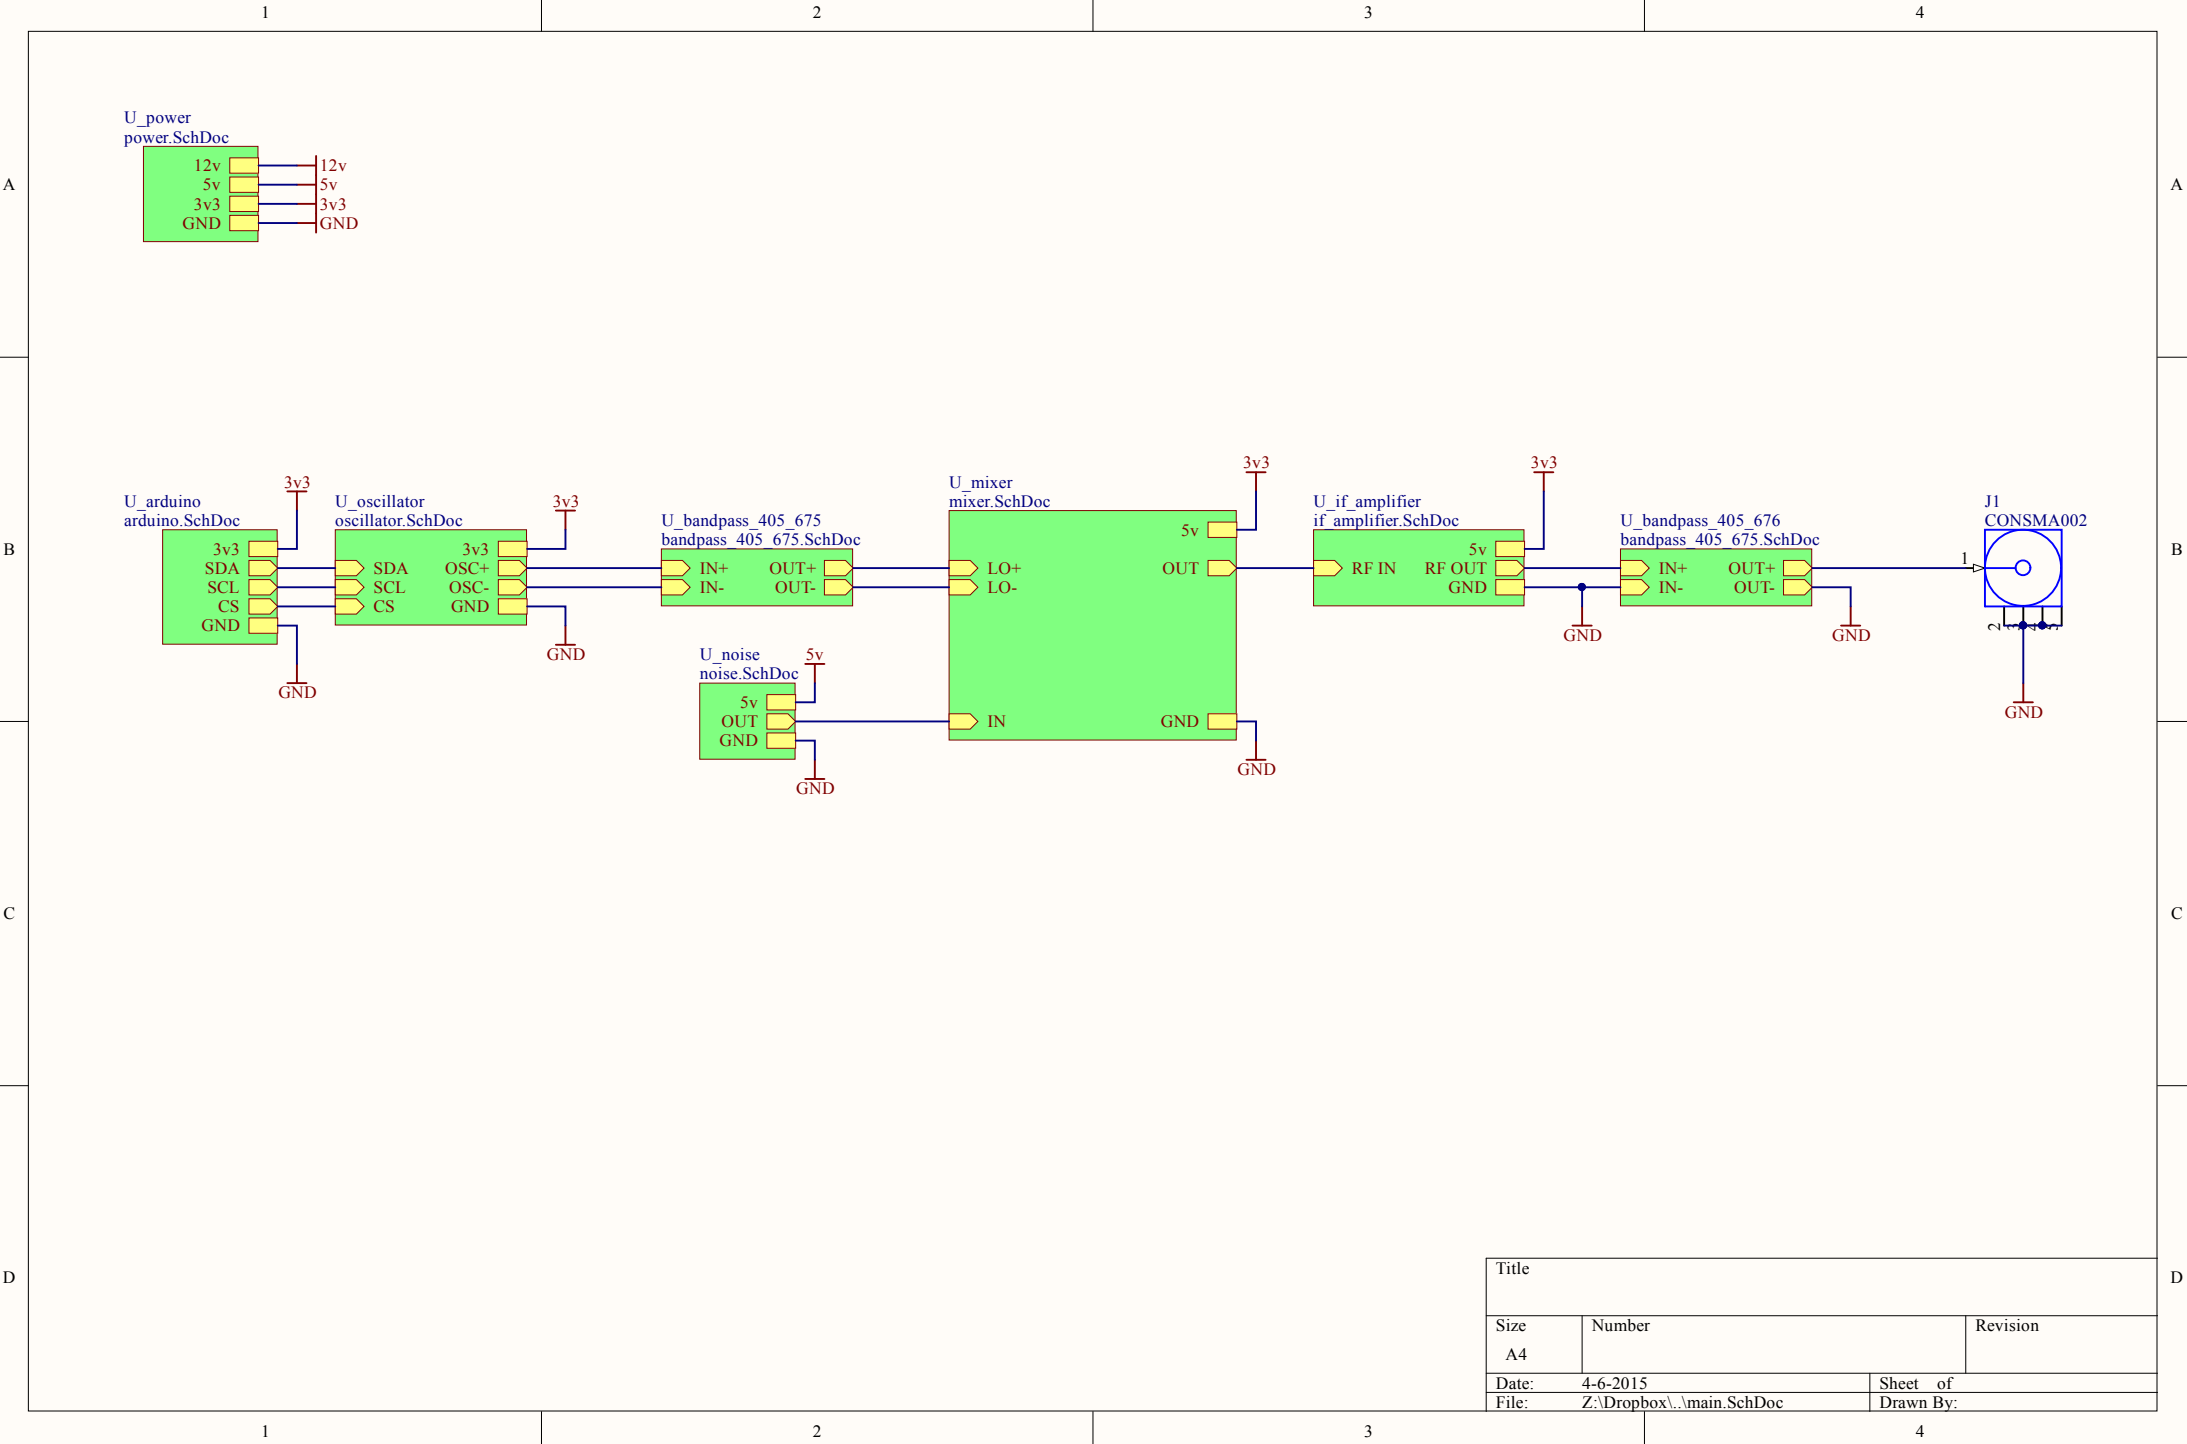 1 2 3 4
A A
B B
C C
D D
U_power
power.SchDoc
12v 12v
5v 5v
3v3 3v3
GND GND
U_arduino
arduino.SchDoc
3v3
3v3
SDA
SCL
CS
GND
GND
U_oscillator
oscillator.SchDoc
3v3
3v3
SDA OSC+
SCL OSC-
CS GND
GND
U_bandpass_405_675
bandpass_405_675.SchDoc
IN+ OUT+
IN- OUT-
U_noise
noise.SchDoc
5v
5v
OUT
GND
GND
U_mixer
mixer.SchDoc
3v3
5v
LO+ OUT
LO-
IN GND
GND
U_if_amplifier
if_amplifier.SchDoc
3v3
5v
RF IN RF OUT
GND
GND
U_bandpass_405_676
bandpass_405_675.SchDoc
IN+ OUT+
IN- OUT-
GND
J1
CONSMA002
1
2 3 4 5
GND
Title
Size Number Revision
A4
Date: 4-6-2015 Sheet of
File: Z:\Dropbox\..\main.SchDoc Drawn By:
1 2 3 4